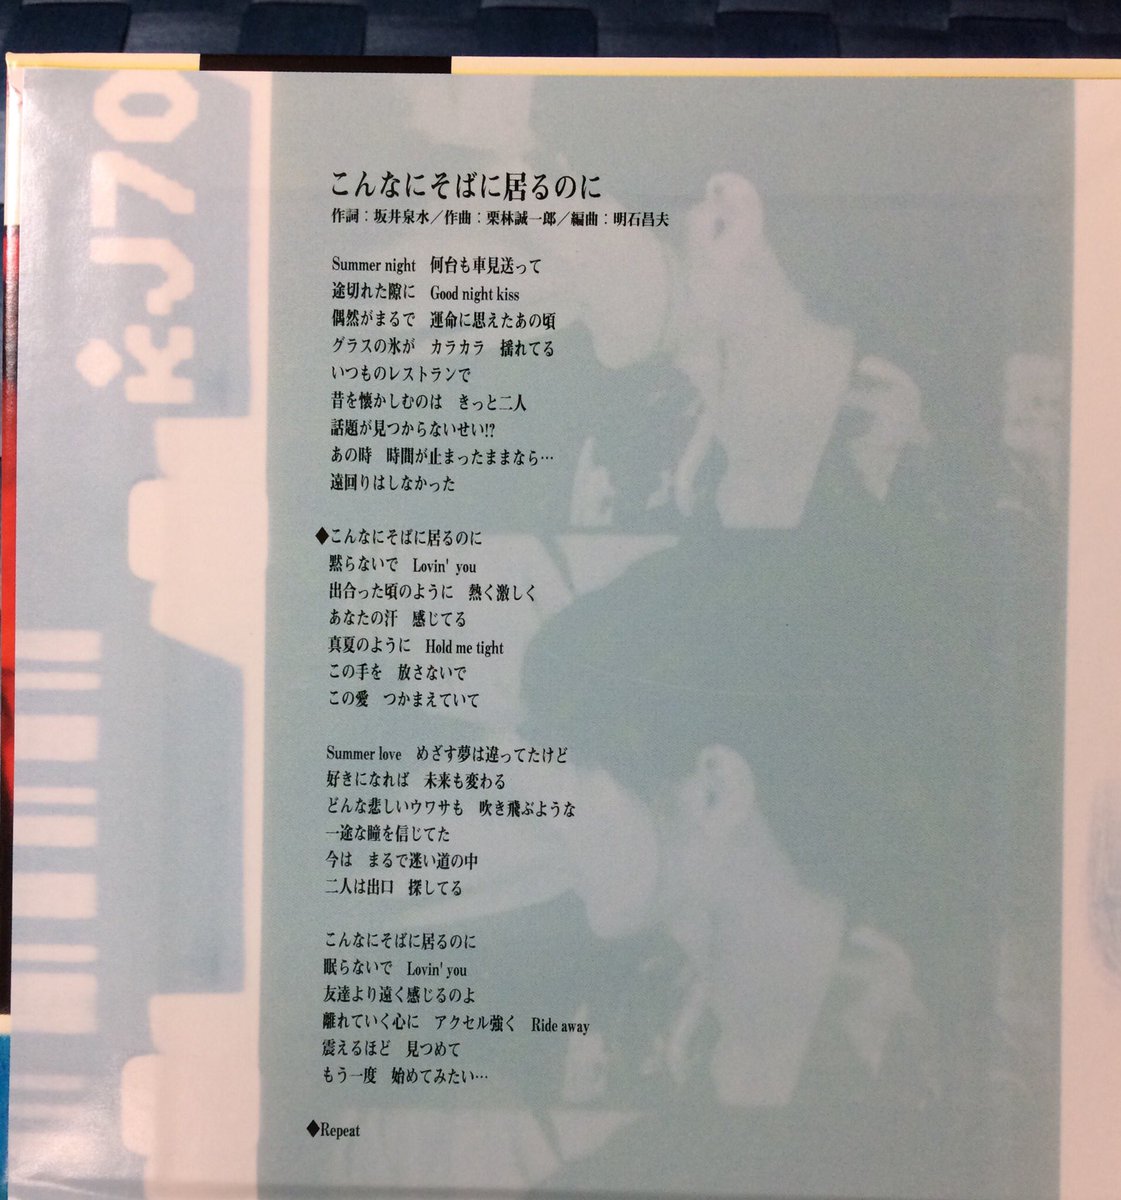 KJ70
こんなにそばに居るのに
作詞：坂井泉水／作曲：栗林誠一郎／編曲：明石昌夫
Summer night　何台も車見送って
途切れた隙に　Good night kiss
偶然がまるで　運命に思えたあの頃
グラスの氷が　カラカラ　揺れてる
いつものレストランで
昔を懐かしむのは　きっと二人
話題が見つからないせい!?
あの時　時間が止まったままなら…
遠回りはしなかった
◆こんなにそばに居るのに
黙らないで　Lovin' you
出合った頃のように　熱く激しく
あなたの汗　感じてる
真夏のように　Hold me tight
この手を　放さないで
この愛　つかまえていて
Summer love　めざす夢は違ってたけど
好きになれば　未来も変わる
どんな悲しいウワサも　吹き飛ぶような
一途な瞳を信じてた
今は　まるで迷い道の中
二人は出口　探してる
こんなにそばに居るのに
眠らないで　Lovin' you
友達より遠く感じるのよ
離れていく心に　アクセル強く　Ride away
震えるほど　見つめて
もう一度　始めてみたい…
◆Repeat